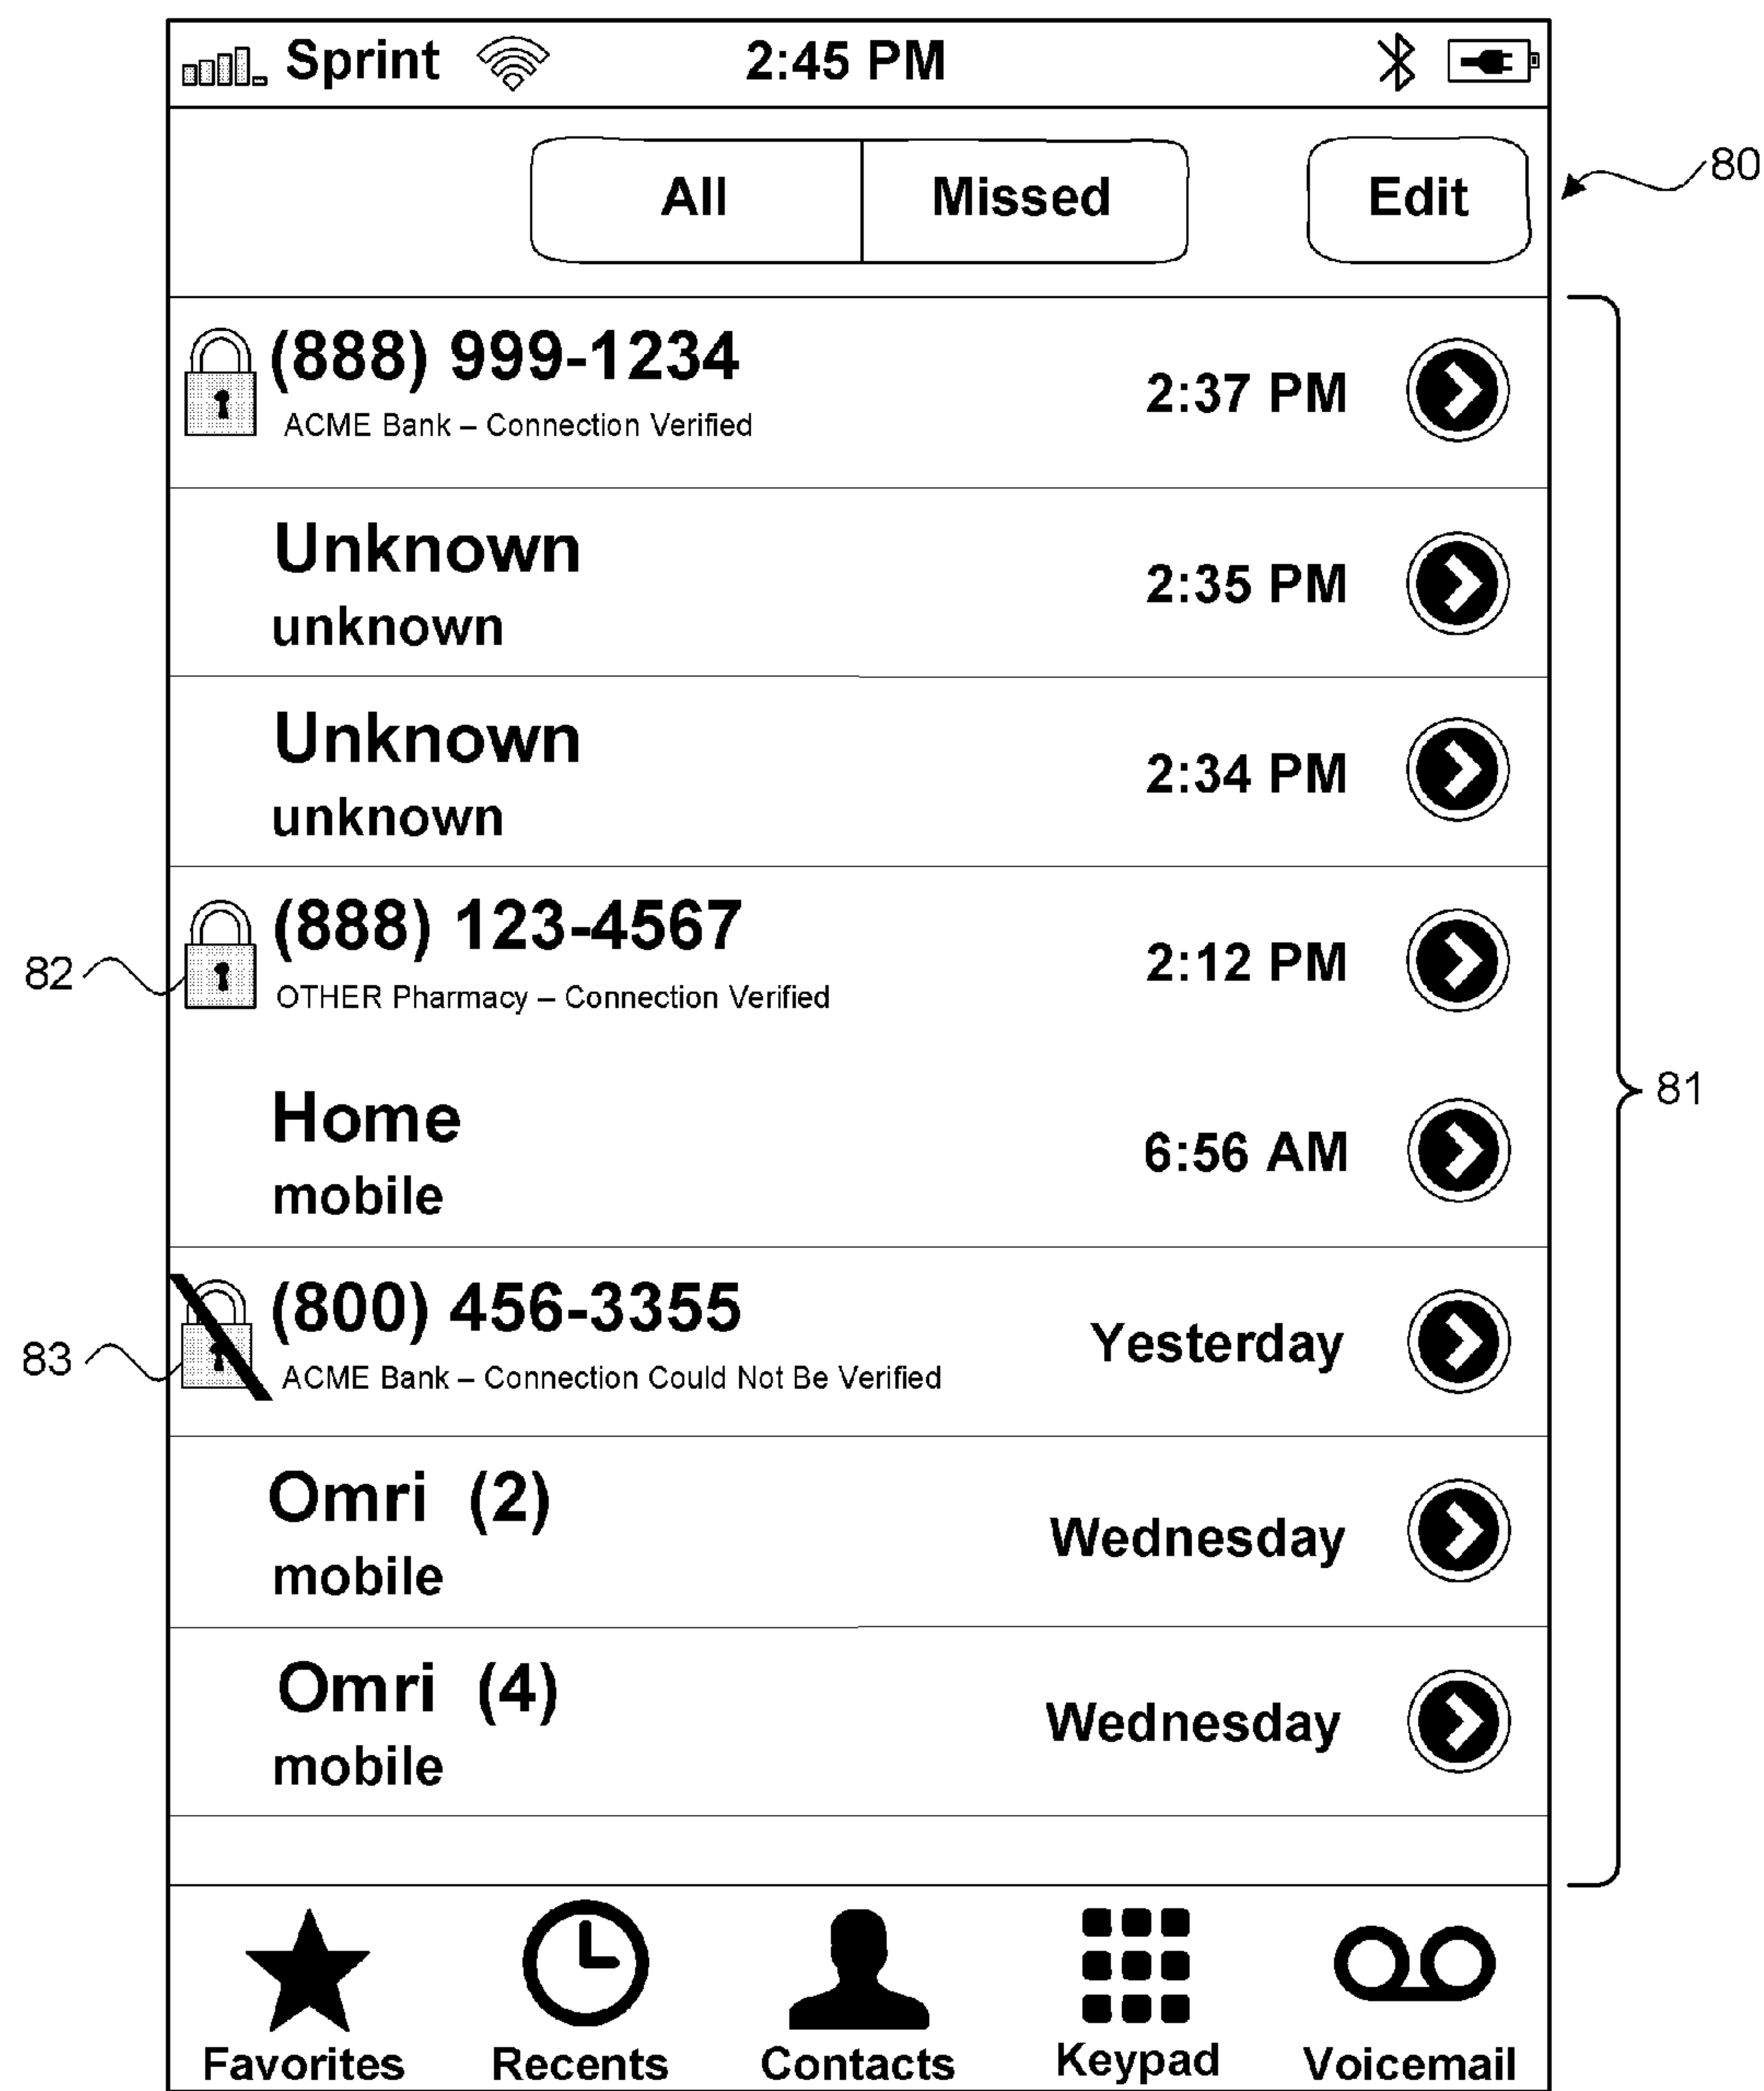 Sprint 2:45 PM
All Missed Edit
80
(888) 999-1234
ACME Bank – Connection Verified
2:37 PM
Unknown
unknown
2:35 PM
Unknown
unknown
2:34 PM
(888) 123-4567
OTHER Pharmacy – Connection Verified
2:12 PM
82
Home
mobile
6:56 AM
81
(800) 456-3355
ACME Bank – Connection Could Not Be Verified
Yesterday
83
Omri (2)
mobile
Wednesday
Omri (4)
mobile
Wednesday
Favorites Recents Contacts Keypad Voicemail